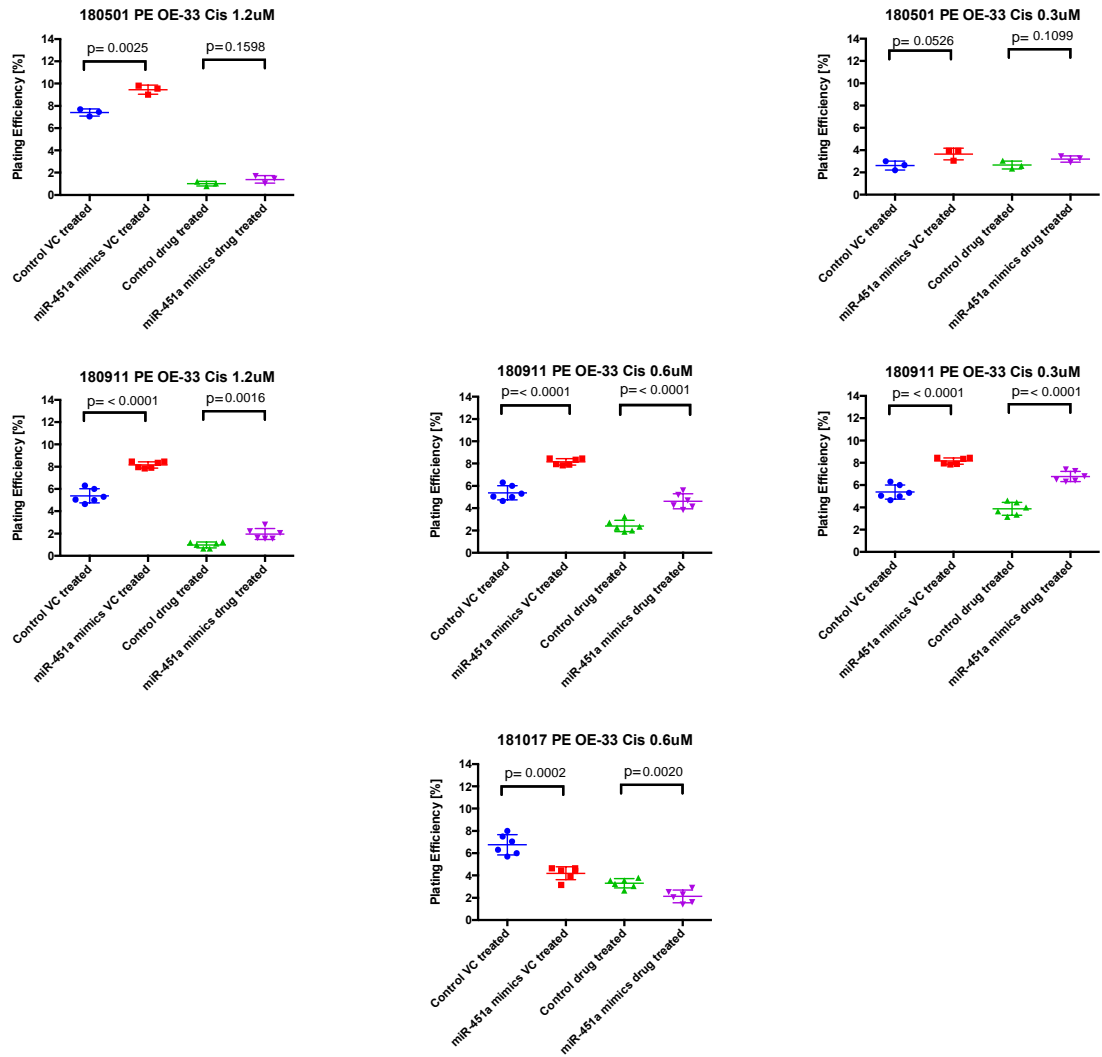 180501 PE OE-33 Cis 1.2uM
Plating Efficiency [%]
14
12
10
8
6
4
2
0
p= 0.0025
p= 0.1598
Control VC treated
miR-451a mimics VC treated
Control drug treated
miR-451a mimics drug treated
180501 PE OE-33 Cis 0.3uM
Plating Efficiency [%]
14
12
10
8
6
4
2
0
p= 0.0526
p= 0.1099
Control VC treated
miR-451a mimics VC treated
Control drug treated
miR-451a mimics drug treated
180911 PE OE-33 Cis 1.2uM
Plating Efficiency [%]
14
12
10
8
6
4
2
0
p= < 0.0001
p= 0.0016
Control VC treated
miR-451a mimics VC treated
Control drug treated
miR-451a mimics drug treated
180911 PE OE-33 Cis 0.6uM
Plating Efficiency [%]
14
12
10
8
6
4
2
0
p=< 0.0001
p= < 0.0001
Control VC treated
miR-451a mimics VC treated
Control drug treated
miR-451a mimics drug treated
180911 PE OE-33 Cis 0.3uM
Plating Efficiency [%]
14
12
10
8
6
4
2
0
p= < 0.0001
p= < 0.0001
Control VC treated
miR-451a mimics VC treated
Control drug treated
miR-451a mimics drug treated
181017 PE OE-33 Cis 0.6uM
Plating Efficiency [%]
14
12
10
8
6
4
2
0
p= 0.0002
p= 0.0020
Control VC treated
miR-451a mimics VC treated
Control drug treated
miR-451a mimics drug treated